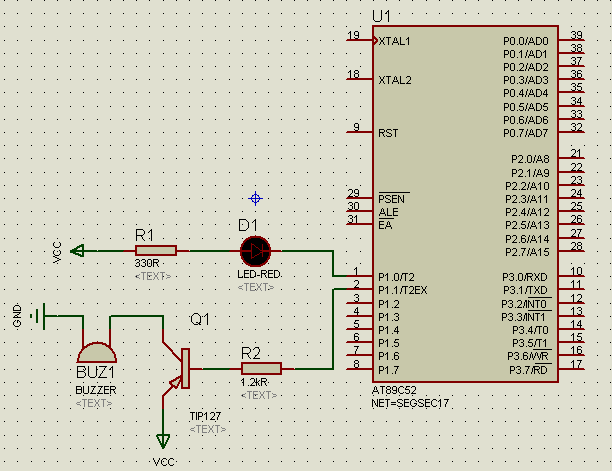 U1
19 XTAL1 P0.0/AD0 39
P0.1/AD1 38
P0.2/AD2 37
18 XTAL2 P0.3/AD3 36
P0.4/AD4 35
P0.5/AD5 34
P0.6/AD6 33
9 RST P0.7/AD7 32
P2.0/A8 21
P2.1/A9 22
P2.2/A10 23
29 PSEN P2.3/A11 24
30 ALE P2.4/A12 25
31 EA P2.5/A13 26
P2.6/A14 27
P2.7/A15 28
1 P1.0/T2 P3.0/RXD 10
2 P1.1/T2EX P3.1/TXD 11
3 P1.2 P3.2/INT0 12
4 P1.3 P3.3/INT1 13
5 P1.4 P3.4/T0 14
6 P1.5 P3.5/T1 15
7 P1.6 P3.6/WR 16
8 P1.7 P3.7/RD 17
AT89C52
NET=SEGSEC17
D1
LED-RED
<TEXT>
R1
330R
<TEXT>
VCC
GND
BUZ1
BUZZER
<TEXT>
Q1
TIP127
<TEXT>
R2
1.2kR
<TEXT>
VCC